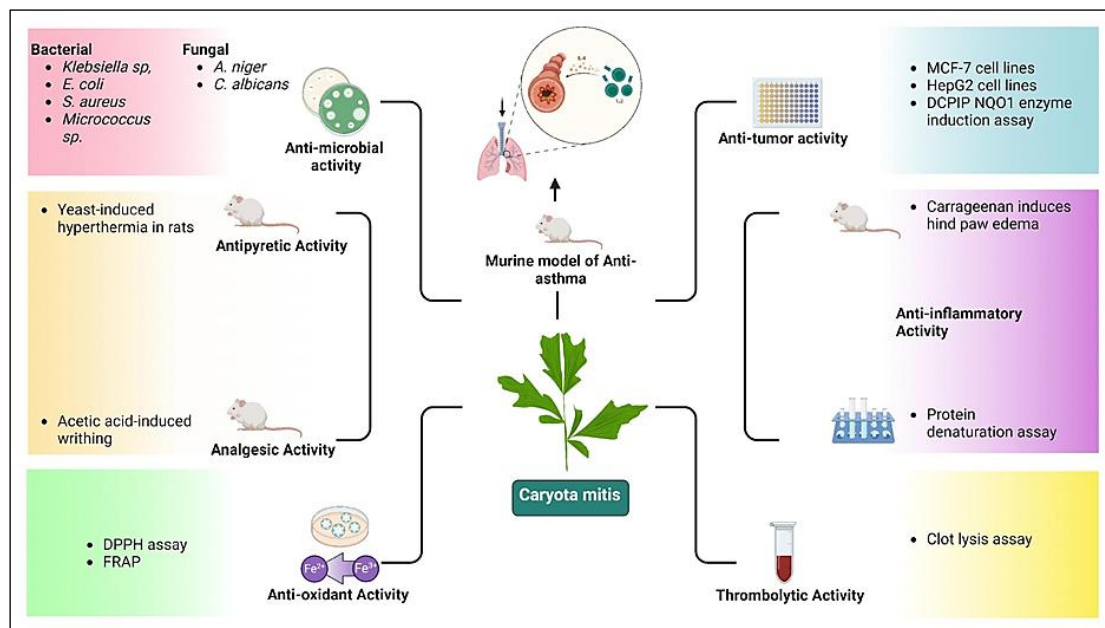 Bacterial
• Klebsiella sp,
• E. coli
• S. aureus
• Micrococcus
sp.
Fungal
• A. niger
• C. albicans
Anti-microbial
activity
IL-4
Murine model of Anti-
asthma
Anti-tumor activity
• MCF-7 cell lines
• HepG2 cell lines
• DCPIP NQO1 enzyme
induction assay
• Yeast-induced
hyperthermia in rats
Antipyretic Activity
• Acetic acid-induced
writhing
Analgesic Activity
• Carrageenan induces
hind paw edema
Anti-inflammatory
Activity
• Protein
denaturation assay
Caryota mitis
• DPPH assay
• FRAP
Fe2+
Fe3+
Anti-oxidant Activity
Thrombolytic Activity
• Clot lysis assay